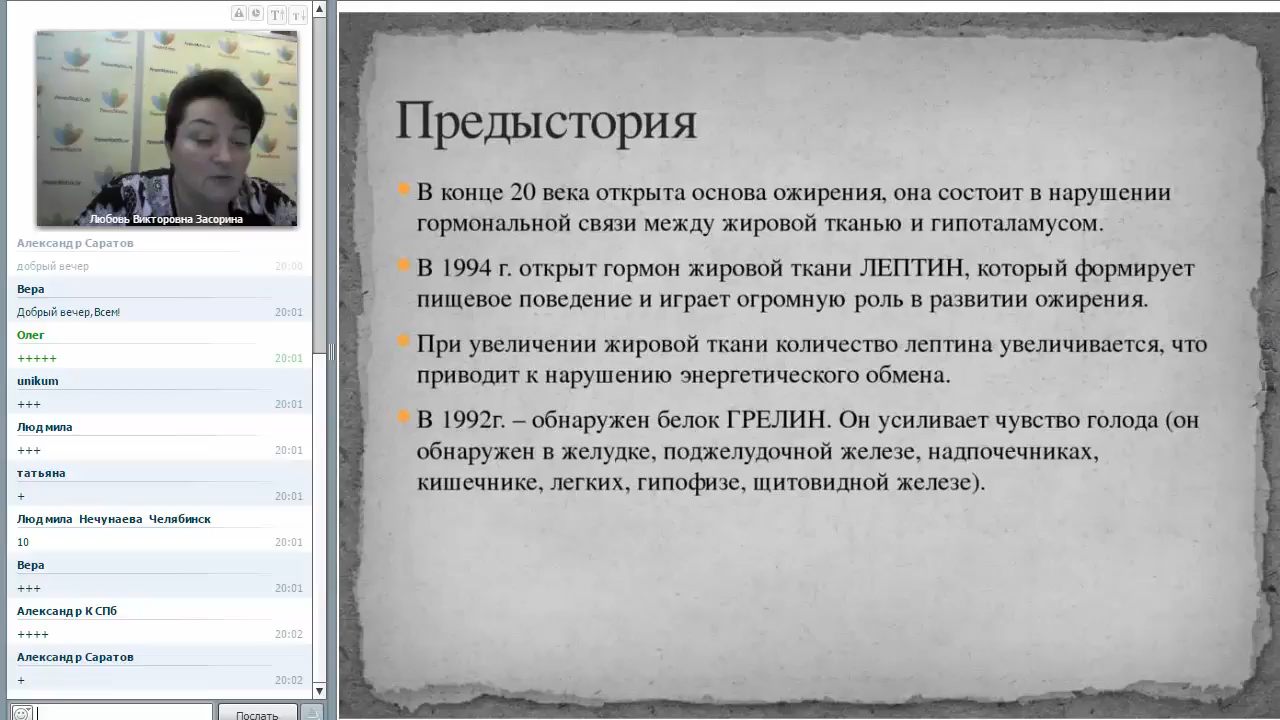 Любовь Викторовна Засорина
Александр Саратов
добрый вечер 20:00
Вера
Добрый вечер,Всем! 20:01
Олег
+++++ 20:01
unikum
+++ 20:01
Людмила
+++ 20:01
татьяна
+ 20:01
Людмила Нечунаева Челябинск
10 20:01
Вера
+++ 20:01
Александр К СПб
++++ 20:02
Александр Саратов
+ 20:02
Послать
Предыстория
В конце 20 века открыта основа ожирения, она состоит в нарушении
гормональной связи между жировой тканью и гипоталамусом.
В 1994 г. открыт гормон жировой ткани ЛЕПТИН, который формирует
пищевое поведение и играет огромную роль в развитии ожирения.
При увеличении жировой ткани количество лептина увеличивается, что
приводит к нарушению энергетического обмена.
В 1992г. – обнаружен белок ГРЕЛИН. Он усиливает чувство голода (он
обнаружен в желудке, поджелудочной железе, надпочечниках,
кишечнике, легких, гипофизе, щитовидной железе).